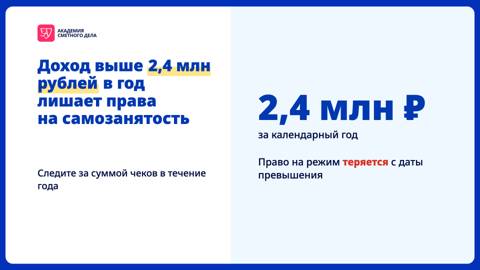 АКАДЕМИЯ
СМЕТНОГО ДЕЛА
Доход выше 2,4 млн
рублей в год
лишает права
на самозанятость
Следите за суммой чеков в течение
года
2,4 млн ₽
за календарный год
Право на режим теряется с даты
превышения